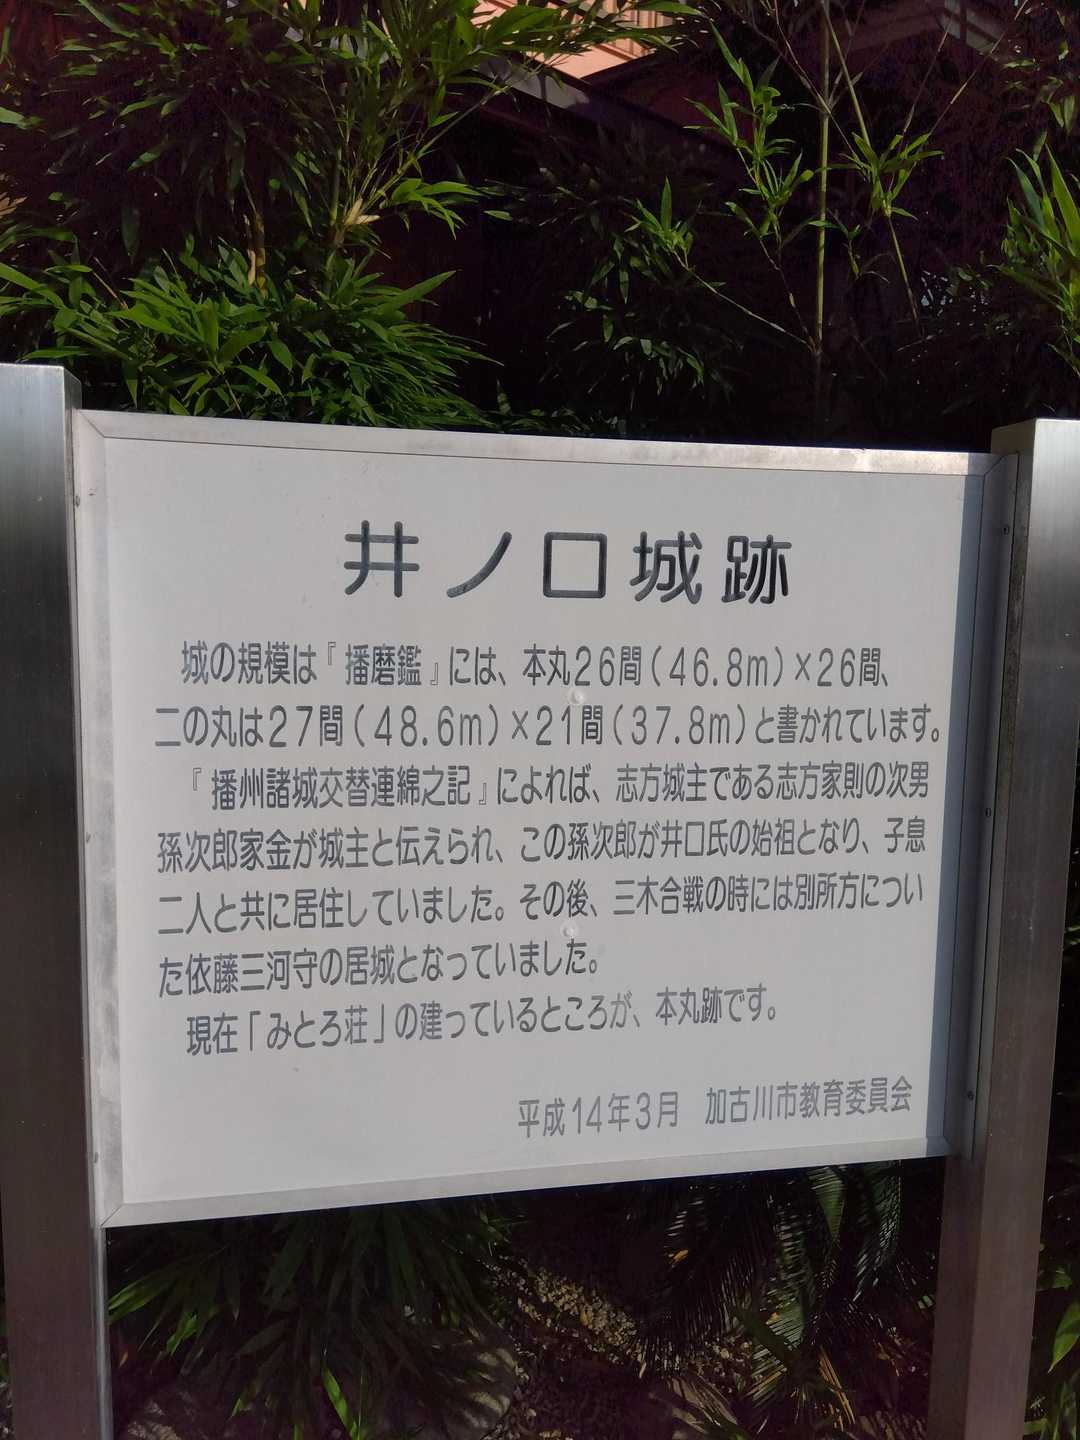 井ノ口城跡
城の規模は『播磨鑑』には、本丸26間(46.8m)×26間、
二の丸は27間(48.6m)×21間(37.8m)と書かれています。
『播州諸城交替連綿之記』によれば、志方城主である志方家則の次男
孫次郎家金が城主と伝えられ、この孫次郎が井口氏の始祖となり、子息
二人と共に居住していました。その後、三木合戦の時には別所方につい
た依藤三河守の居城となっていました。
現在「みとろ荘」の建っているところが、本丸跡です。
平成14年3月 加古川市教育委員会